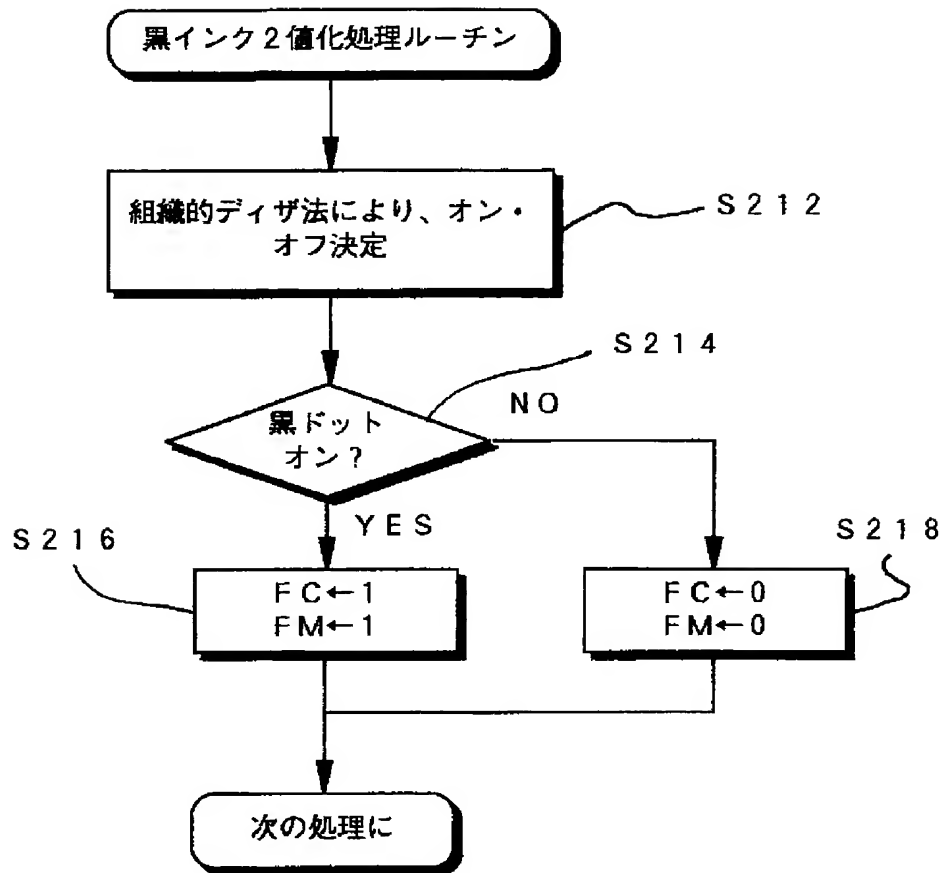 黒インク２値化処理ルーチン
組織的ディザ法により、オン・
オフ決定
Ｓ２１２
Ｓ２１４
黒ドット
オン？
ＮＯ
ＹＥＳ
Ｓ２１６
ＦＣ←１
ＦＭ←１
Ｓ２１８
ＦＣ←０
ＦＭ←０
次の処理に